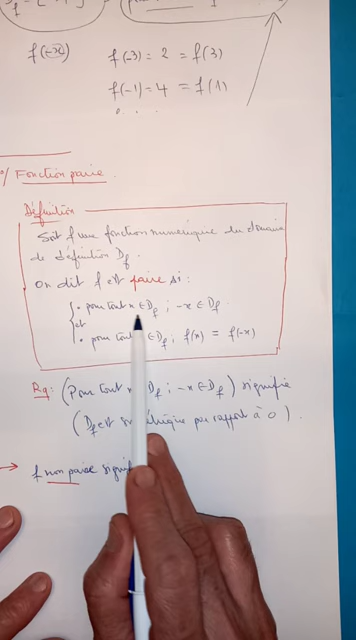 f(-x) f(-3) = 2 = f(3)
f(-1) = 4 = f(1)
. . .
°/ Fonction paire.
Définition
Soit f une fonction numérique du domaine
de définition Df.
On dit f est paire si :
{ • pour tout x ∈ Df ; -x ∈ Df.
et
• pour tout ∈ Df ; f(x) = f(-x)
Rq: (Pour tout x Df ; -x ∈ Df) signifie
(Df est symétrique par rapport à 0).
→ f non paire signif